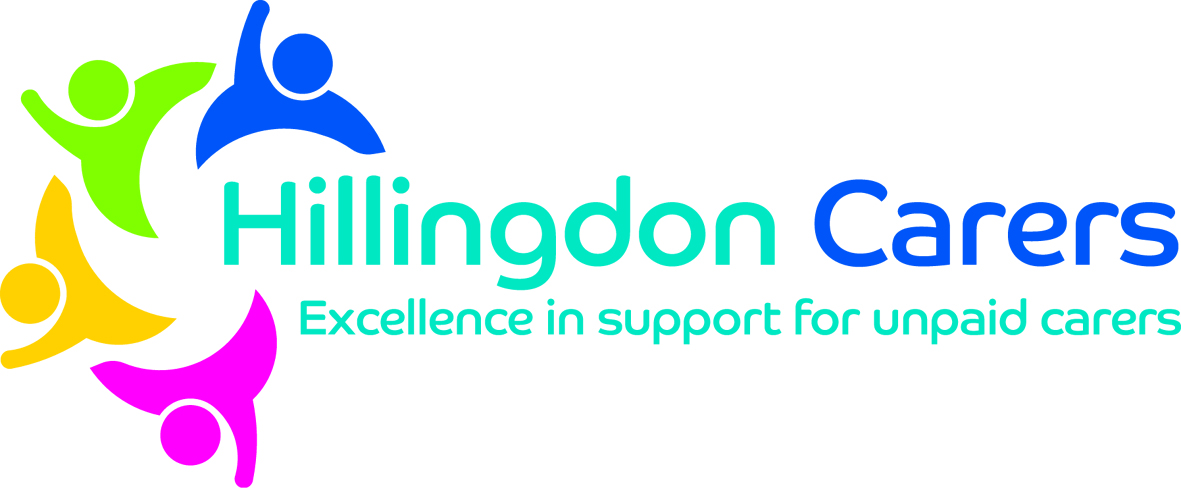 Hillingdon Carers
Excellence in support for unpaid carers